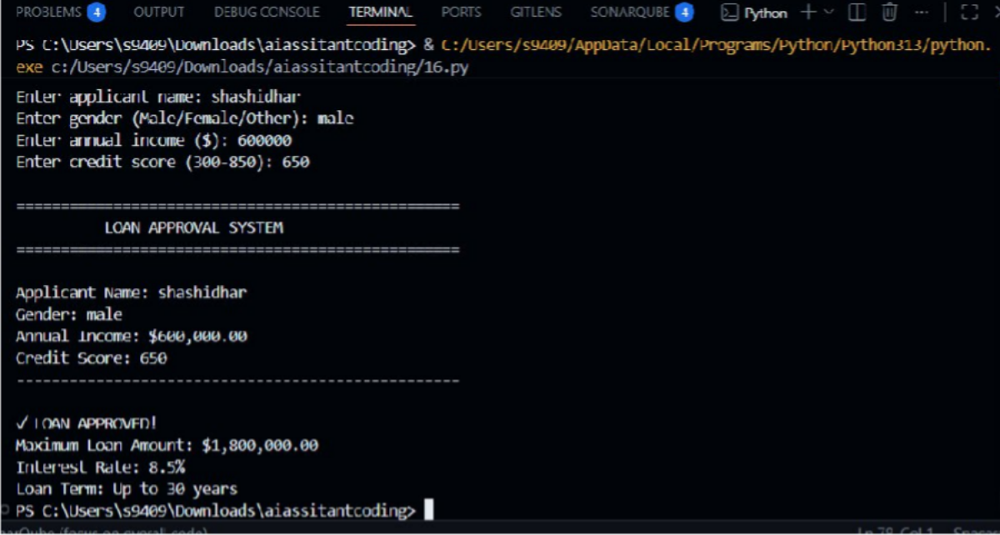 PROBLEMS 4 OUTPUT DEBUG CONSOLE TERMINAL PORTS GITLENS SONARQUBE 4 Python
PS C:\Users\s9409\Downloads\aiassitantcoding> & C:/Users/s9409/AppData/Local/Programs/Python/Python313/python.
exe c:/Users/s9409/Downloads/aiassitantcoding/16.py
Enter applicant name: shashidhar
Enter gender (Male/Female/Other): male
Enter annual income ($): 600000
Enter credit score (300-850): 650
==================================================
LOAN APPROVAL SYSTEM
==================================================
Applicant Name: shashidhar
Gender: male
Annual Income: $600,000.00
Credit Score: 650
--------------------------------------------------
✓ LOAN APPROVED!
Maximum Loan Amount: $1,800,000.00
Interest Rate: 8.5%
Loan Term: Up to 30 years
PS C:\Users\s9409\Downloads\aiassitantcoding>